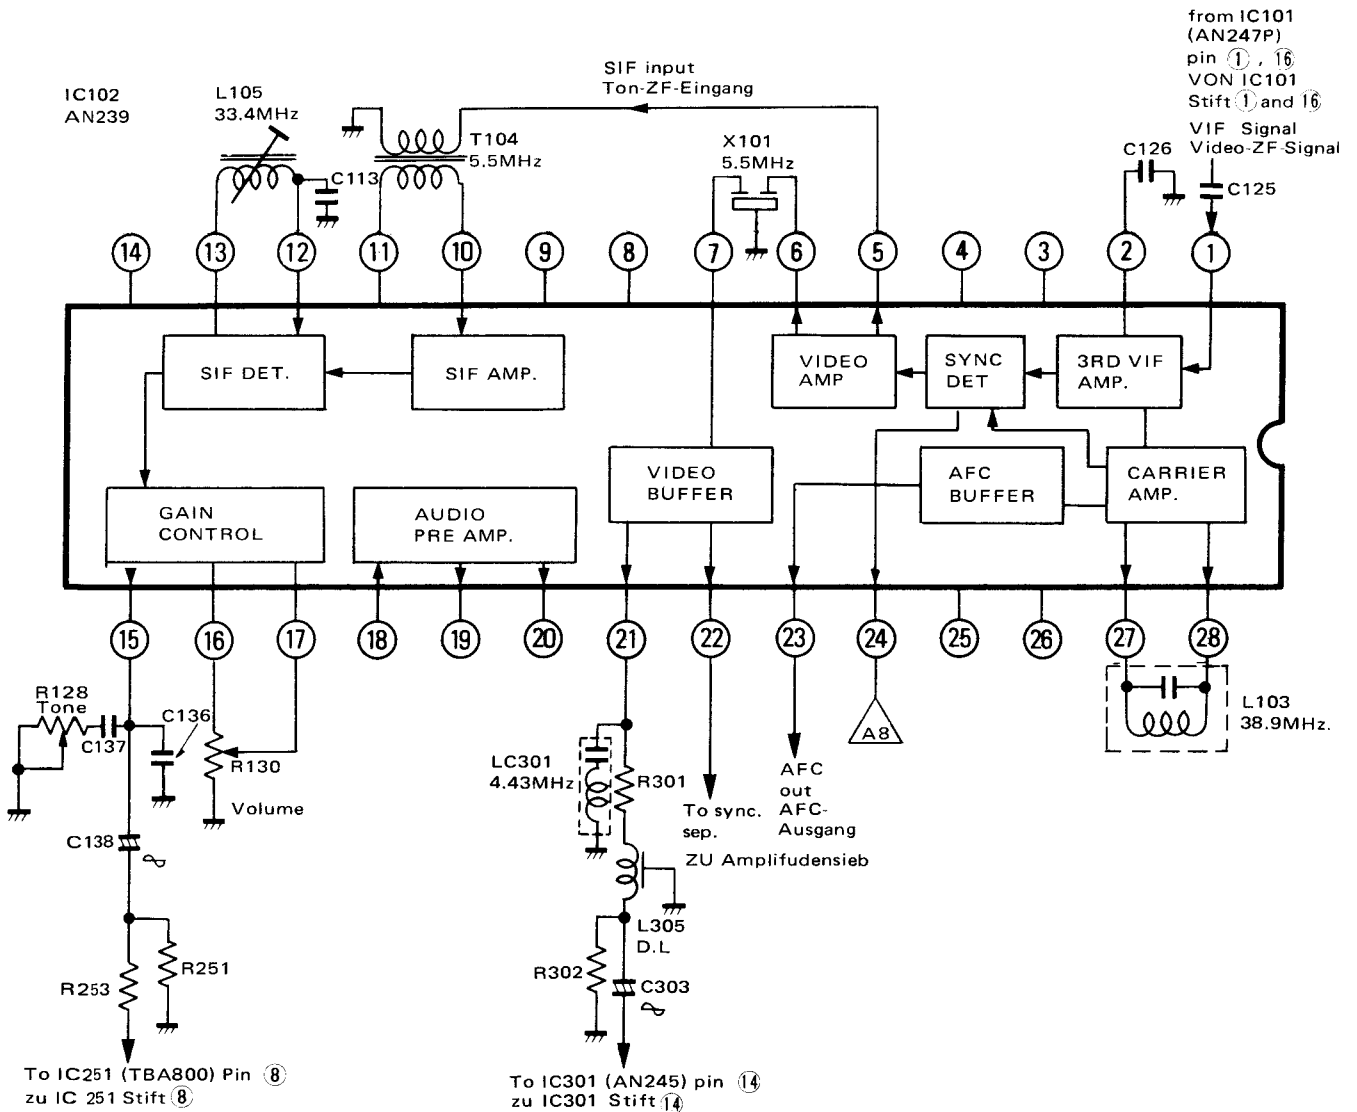 from IC101
(AN247P)
pin ① , ⑯
VON IC101
Stift ① and ⑯
VIF Signal
Video-ZF-Signal
IC102
AN239
L105
33.4MHz
SIF input
Ton-ZF-Eingang
T104
5.5MHz
X101
5.5MHz
C126
C125
C113
14
13
12
11
10
9
8
7
6
5
4
3
2
1
SIF DET.
SIF AMP.
VIDEO
AMP
SYNC
DET
3RD VIF
AMP.
GAIN
CONTROL
AUDIO
PRE AMP.
VIDEO
BUFFER
AFC
BUFFER
CARRIER
AMP.
15
16
17
18
19
20
21
22
23
24
25
26
27
28
R128
Tone
C137
C136
R130
Volume
LC301
4.43MHz
R301
To sync.
sep.
ZU Amplifudensieb
AFC
out
AFC-
Ausgang
A8
L103
38.9MHz.
C138
L305
D.L
R251
R253
R302
C303
To IC251 (TBA800) Pin ⑧
zu IC 251 Stift ⑧
To IC301 (AN245) pin ⑭
zu IC301 Stift ⑭